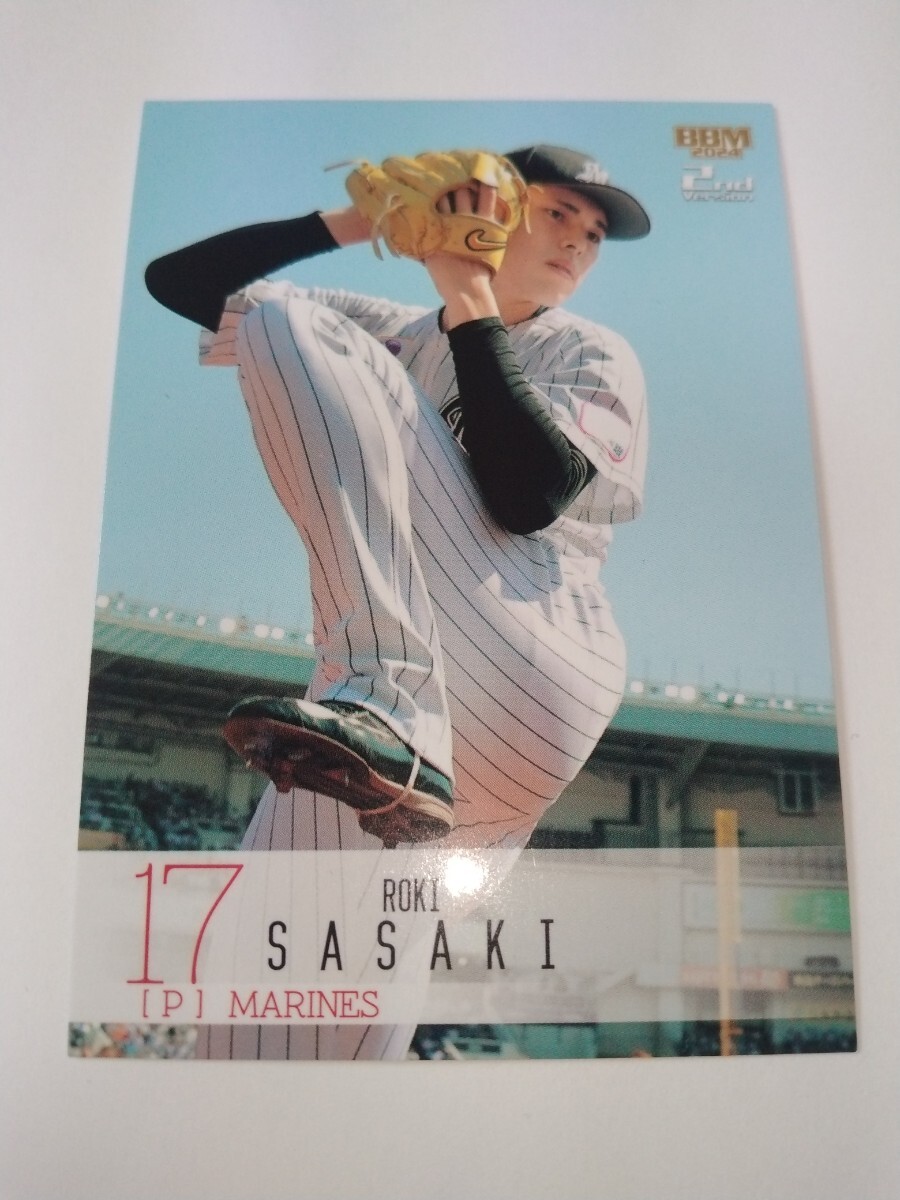 BBM
2024
2nd
Version
17
ROKI
SASAKI
[P] MARINES